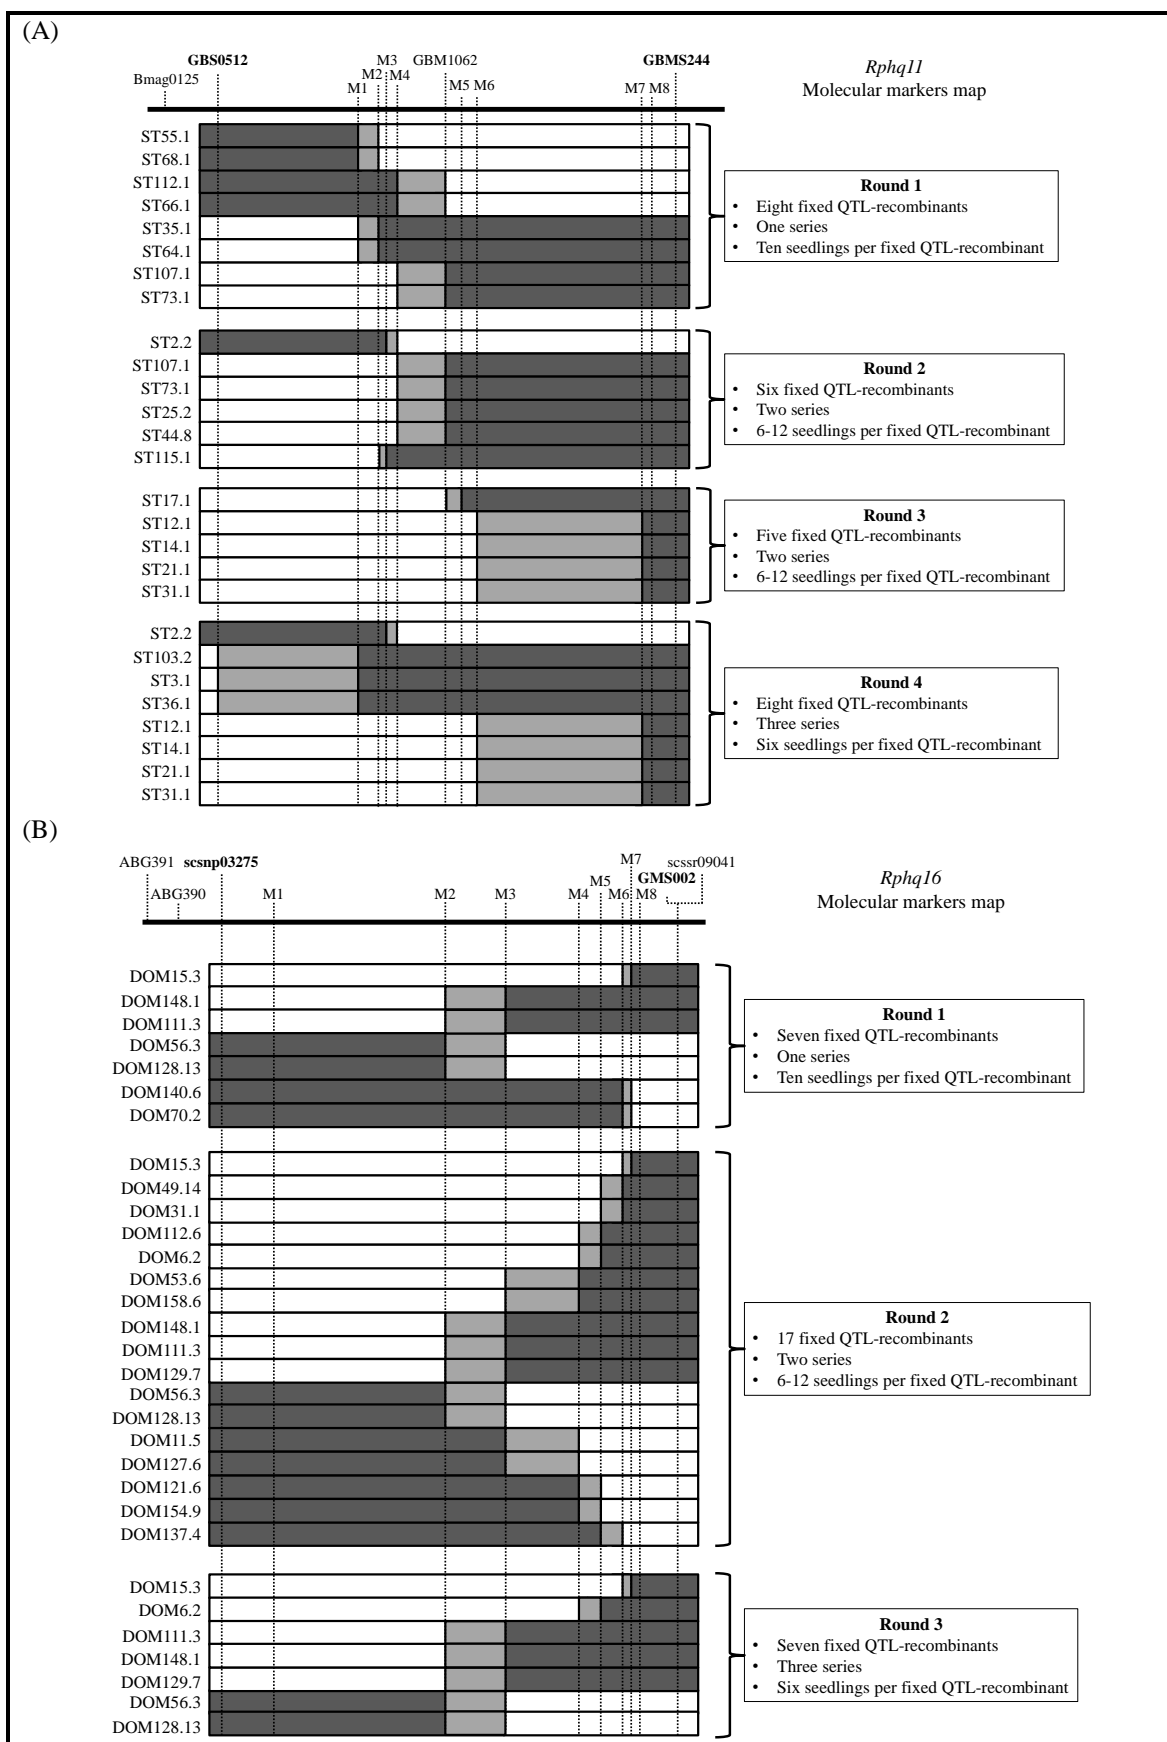 (A)
M3
GBS0512 GBM1062 GBMS244
Rphq11
Bmag0125 M2 M4 M5 M6
M1 M7 M8
Molecular markers map
ST55.1
ST68.1
ST112.1
ST66.1
ST35.1
ST64.1
ST107.1
ST73.1
Round 1
• Eight fixed QTL-recombinants
• One series
• Ten seedlings per fixed QTL-recombinant
ST2.2
ST107.1
ST73.1
ST25.2
ST44.8
ST115.1
Round 2
• Six fixed QTL-recombinants
• Two series
• 6-12 seedlings per fixed QTL-recombinant
ST17.1
ST12.1
ST14.1
ST21.1
ST31.1
Round 3
• Five fixed QTL-recombinants
• Two series
• 6-12 seedlings per fixed QTL-recombinant
ST2.2
ST103.2
ST3.1
ST36.1
ST12.1
ST14.1
ST21.1
ST31.1
Round 4
• Eight fixed QTL-recombinants
• Three series
• Six seedlings per fixed QTL-recombinant
(B)
ABG391 scsnp03275 M7 scssr09041
M5 GMS002
Rphq16
ABG390 M1 M2 M3 M4 M6 M8
Molecular markers map
DOM15.3
DOM148.1
DOM111.3
DOM56.3
DOM128.13
DOM140.6
DOM70.2
Round 1
• Seven fixed QTL-recombinants
• One series
• Ten seedlings per fixed QTL-recombinant
DOM15.3
DOM49.14
DOM31.1
DOM112.6
DOM6.2
DOM53.6
DOM158.6
DOM148.1
DOM111.3
DOM129.7
DOM56.3
DOM128.13
DOM11.5
DOM127.6
DOM121.6
DOM154.9
DOM137.4
Round 2
• 17 fixed QTL-recombinants
• Two series
• 6-12 seedlings per fixed QTL-recombinant
DOM15.3
DOM6.2
DOM111.3
DOM148.1
DOM129.7
DOM56.3
DOM128.13
Round 3
• Seven fixed QTL-recombinants
• Three series
• Six seedlings per fixed QTL-recombinant